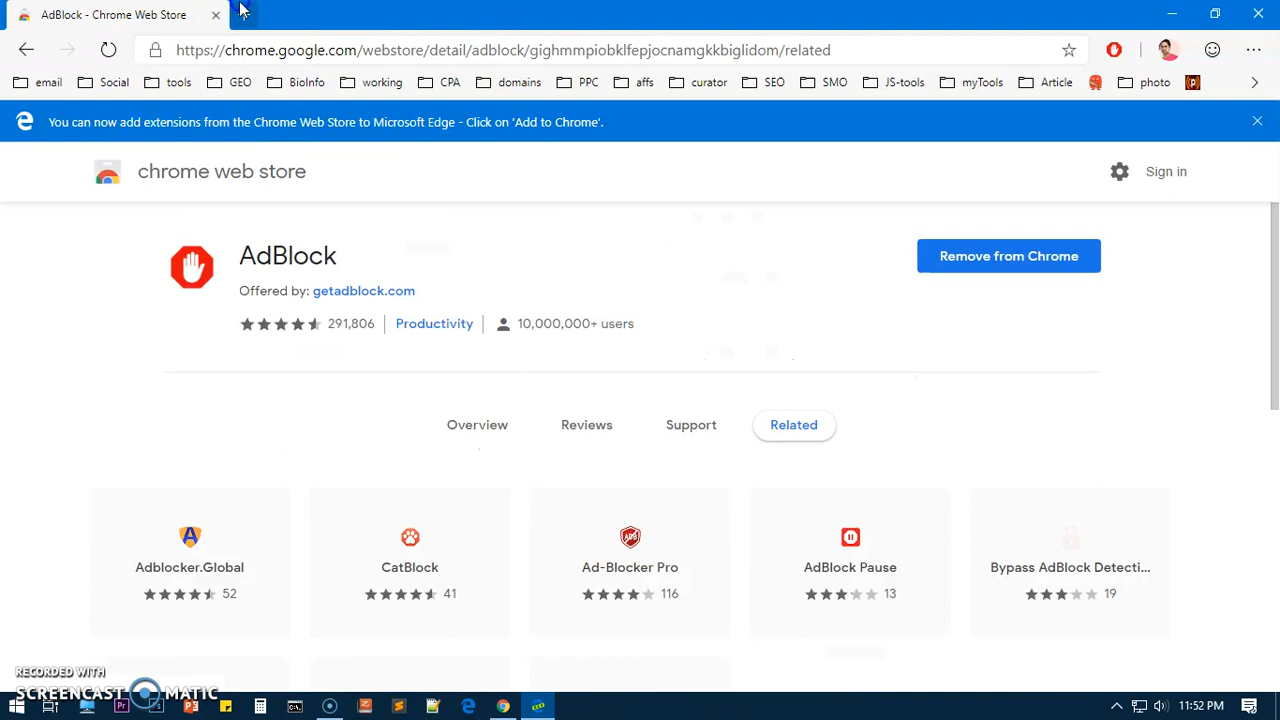 AdBlock - Chrome Web Store
https://chrome.google.com/webstore/detail/adblock/gighmmpiobklfepjocnamgkkbiglidom/related
email Social tools GEO BioInfo working CPA domains PPC affs curator SEO SMO JS-tools myTools Article photo
You can now add extensions from the Chrome Web Store to Microsoft Edge - Click on 'Add to Chrome'.
chrome web store
Sign in
AdBlock
Remove from Chrome
Offered by: getadblock.com
291,806 Productivity 10,000,000+ users
Overview Reviews Support Related
Adblocker.Global CatBlock Ad-Blocker Pro AdBlock Pause Bypass AdBlock Detecti...
52 41 116 13 19
RECORDED WITH
SCREENCAST MATIC
11:52 PM